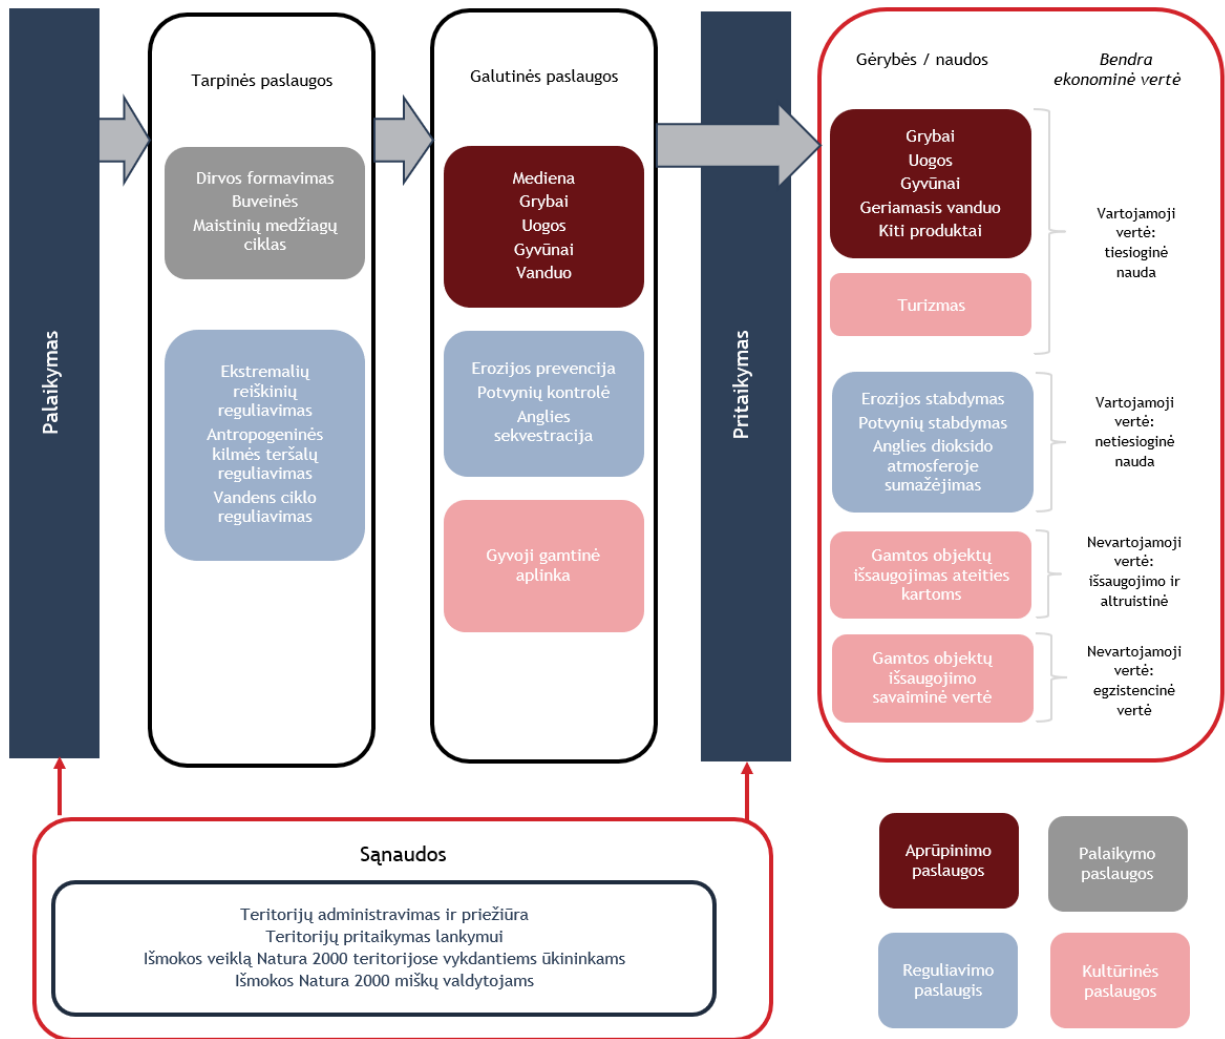 Palaikymas
Tarpinės paslaugos
Dirvos formavimas
Buveinės
Maistinių medžiagų
ciklas
Ekstremalių
reiškinių
reguliavimas
Antropogeninės
kilmės teršalų
reguliavimas
Vandens ciklo
reguliavimas
Galutinės paslaugos
Mediena
Grybai
Uogos
Gyvūnai
Vanduo
Erozijos prevencija
Potvynių kontrolė
Anglies
sekvestracija
Gyvoji gamtinė
aplinka
Pritaikymas
Gėrybės / naudos
Bendra
ekonominė vertė
Grybai
Uogos
Gyvūnai
Geriamasis vanduo
Kiti produktai
Turizmas
Vartojamoji
vertė:
tiesioginė
nauda
Erozijos stabdymas
Potvynių stabdymas
Anglies dioksido
atmosferoje
sumažėjimas
Vartojamoji
vertė:
netiesioginė
nauda
Gamtos objektų
išsaugojimas ateities
kartoms
Nevartojamoji
vertė:
išsaugojimo ir
altruistinė
Gamtos objektų
išsaugojimo
savaiminė vertė
Nevartojamoji
vertė:
egzistencinė
vertė
Sąnaudos
Teritorijų administravimas ir priežiūra
Teritorijų pritaikymas lankymui
Išmokos veiklą Natura 2000 teritorijose vykdantiems ūkininkams
Išmokos Natura 2000 miškų valdytojams
Aprūpinimo
paslaugos
Palaikymo
paslaugos
Reguliavimo
paslaugis
Kultūrinės
paslaugos